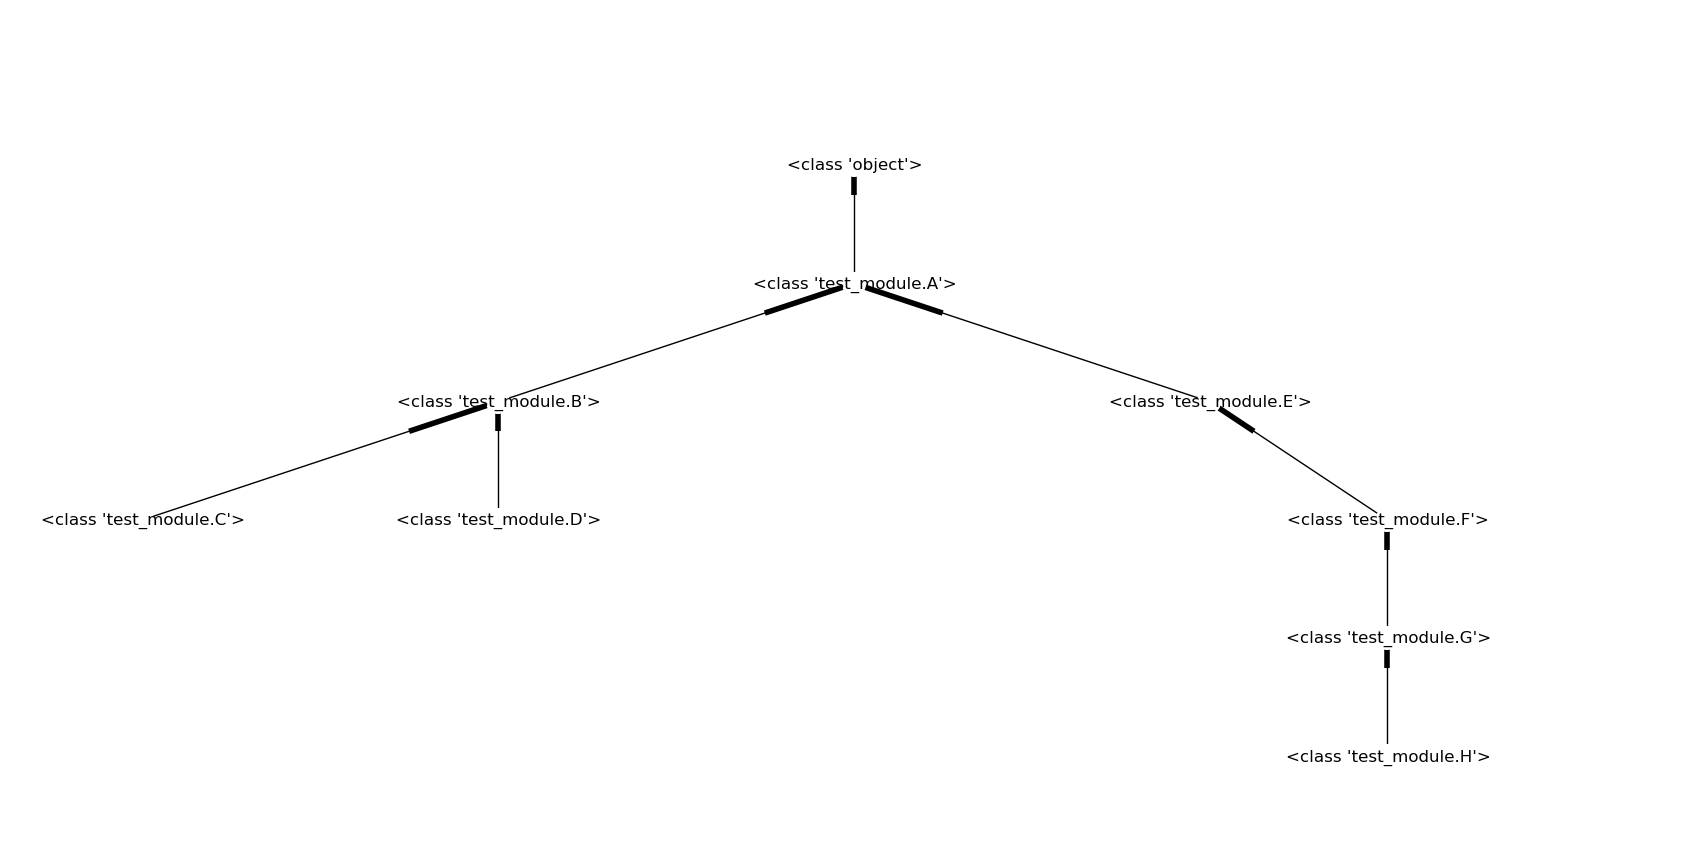 <class 'object'>
<class 'test_module.A'>
<class 'test_module.B'>
<class 'test_module.E'>
<class 'test_module.C'>
<class 'test_module.D'>
<class 'test_module.F'>
<class 'test_module.G'>
<class 'test_module.H'>